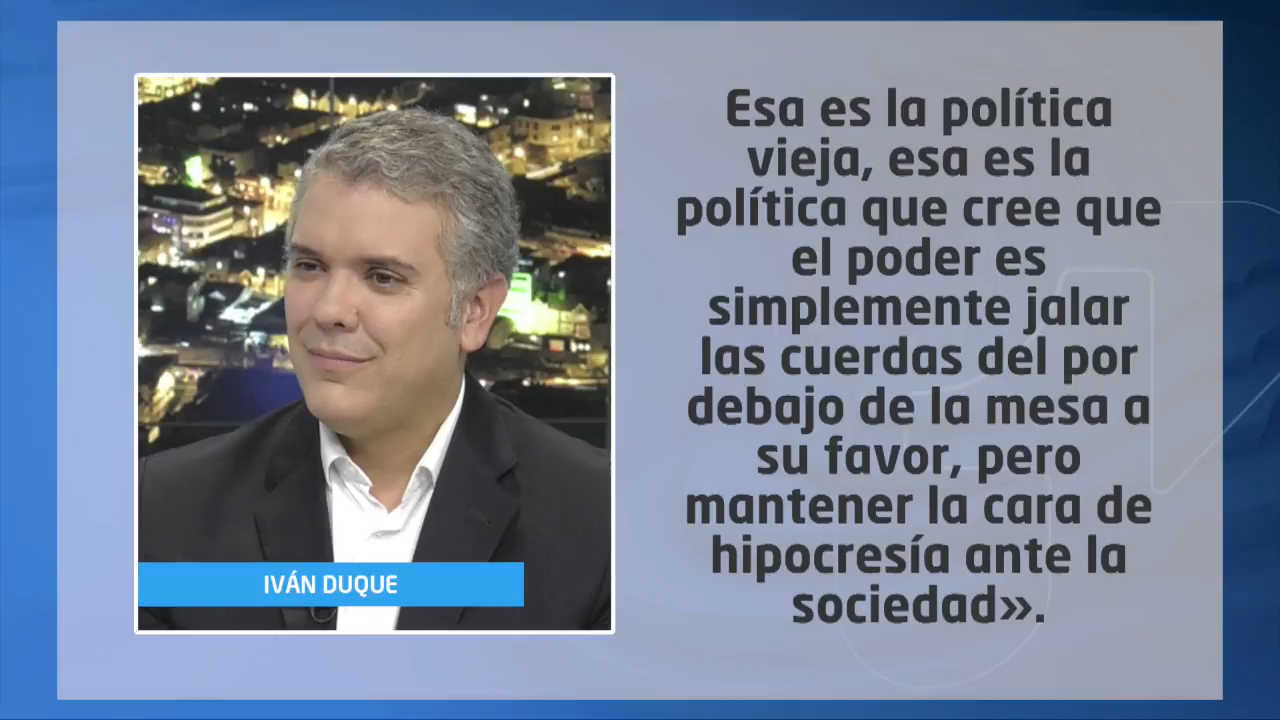 Esa es la política
vieja, esa es la
política que cree que
el poder es
simplemente jalar
las cuerdas del por
debajo de la mesa a
su favor, pero
mantener la cara de
hipocresía ante la
sociedad».
IVÁN DUQUE